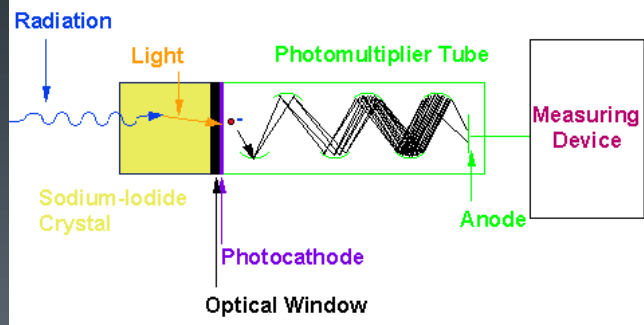 Radiation
Light
Photomultiplier Tube
Measuring
Device
-
Sodium-Iodide
Crystal
Anode
Photocathode
Optical Window